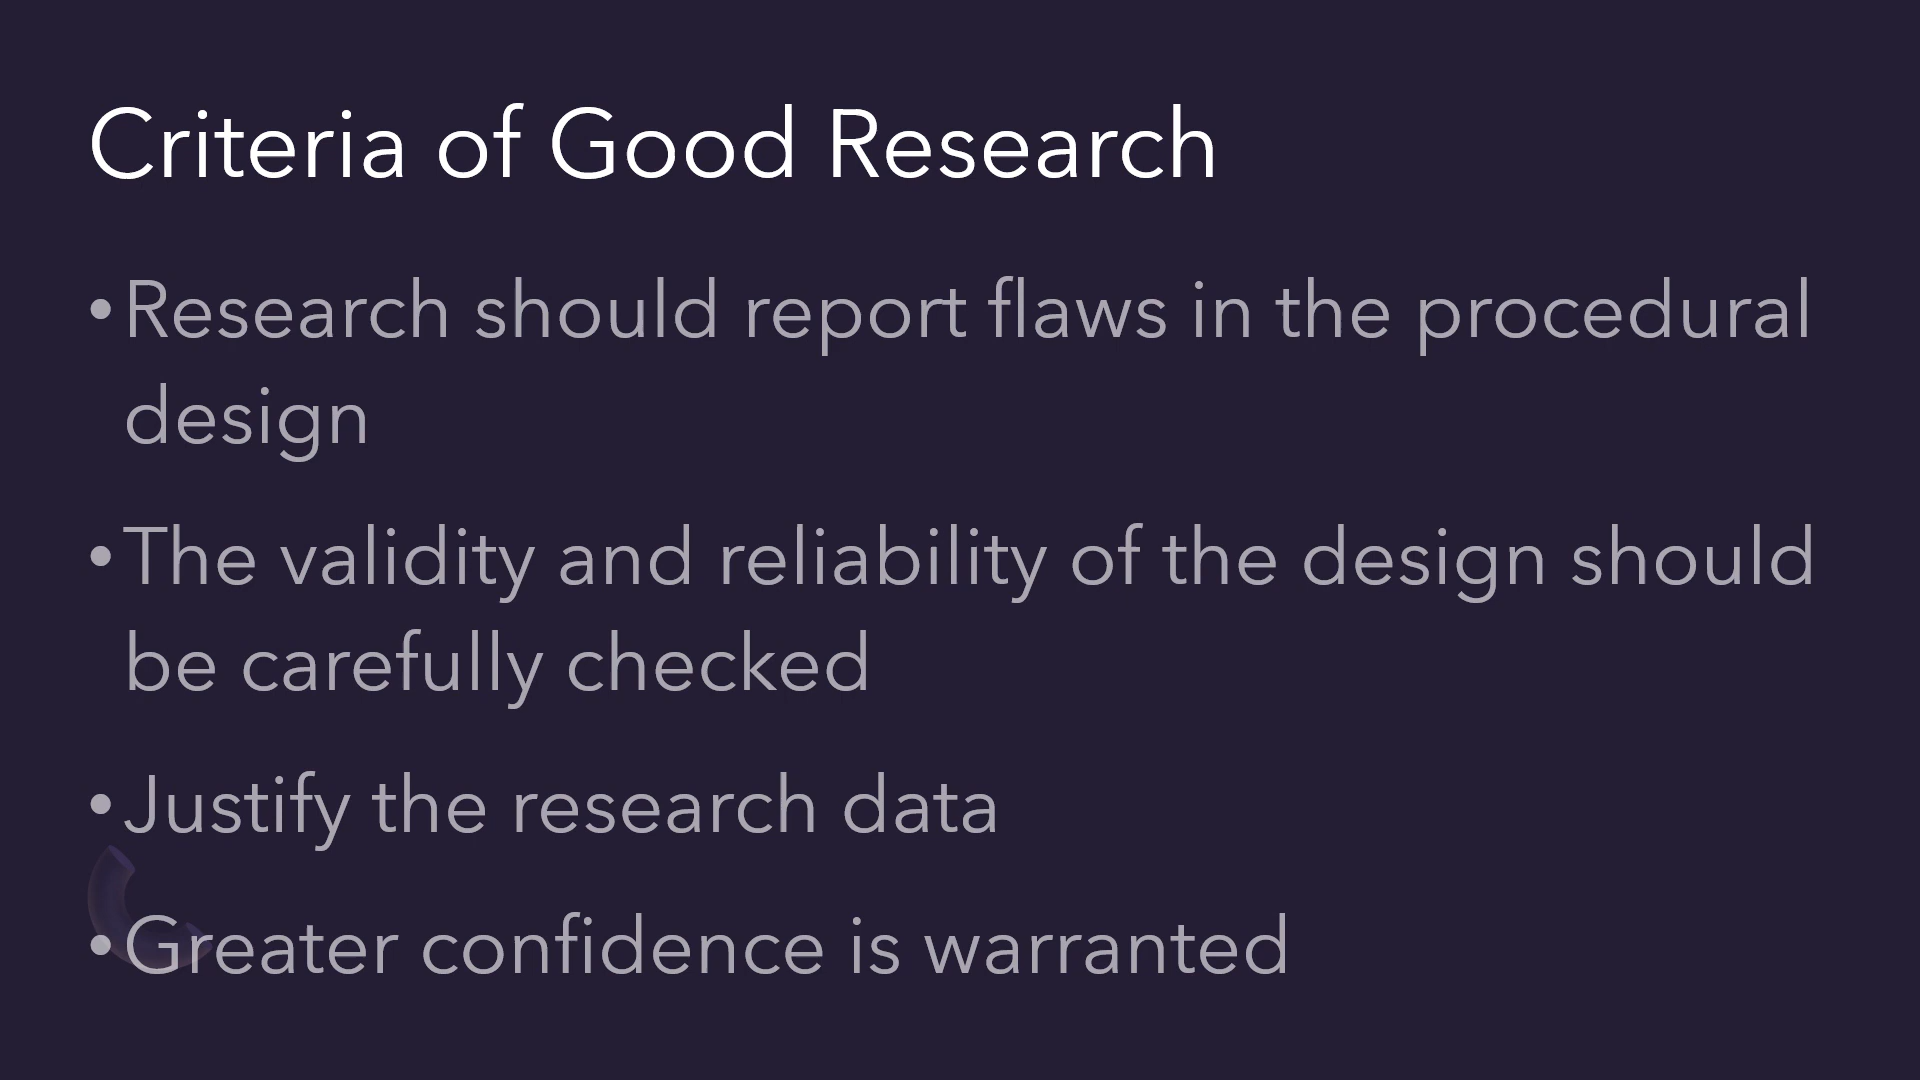 Criteria of Good Research
• Research should report flaws in the procedural
design
• The validity and reliability of the design should
be carefully checked
• Justify the research data
• Greater confidence is warranted